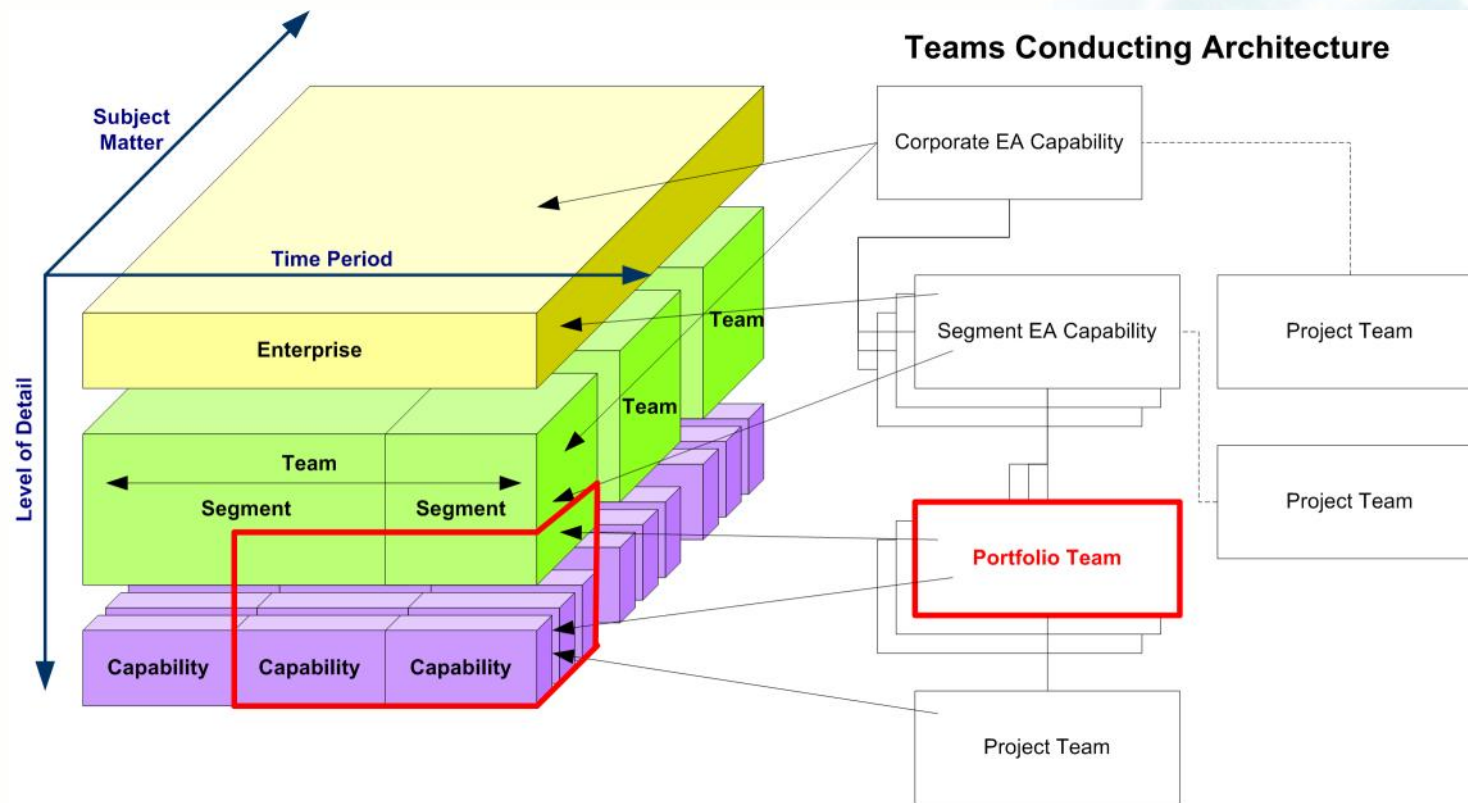 Teams Conducting Architecture
Subject
Matter
Corporate EA Capability
Time Period
Team
Segment EA Capability
Project Team
Enterprise
Level of Detail
Team
Team
Segment
Segment
Project Team
Portfolio Team
Capability
Capability
Capability
Project Team